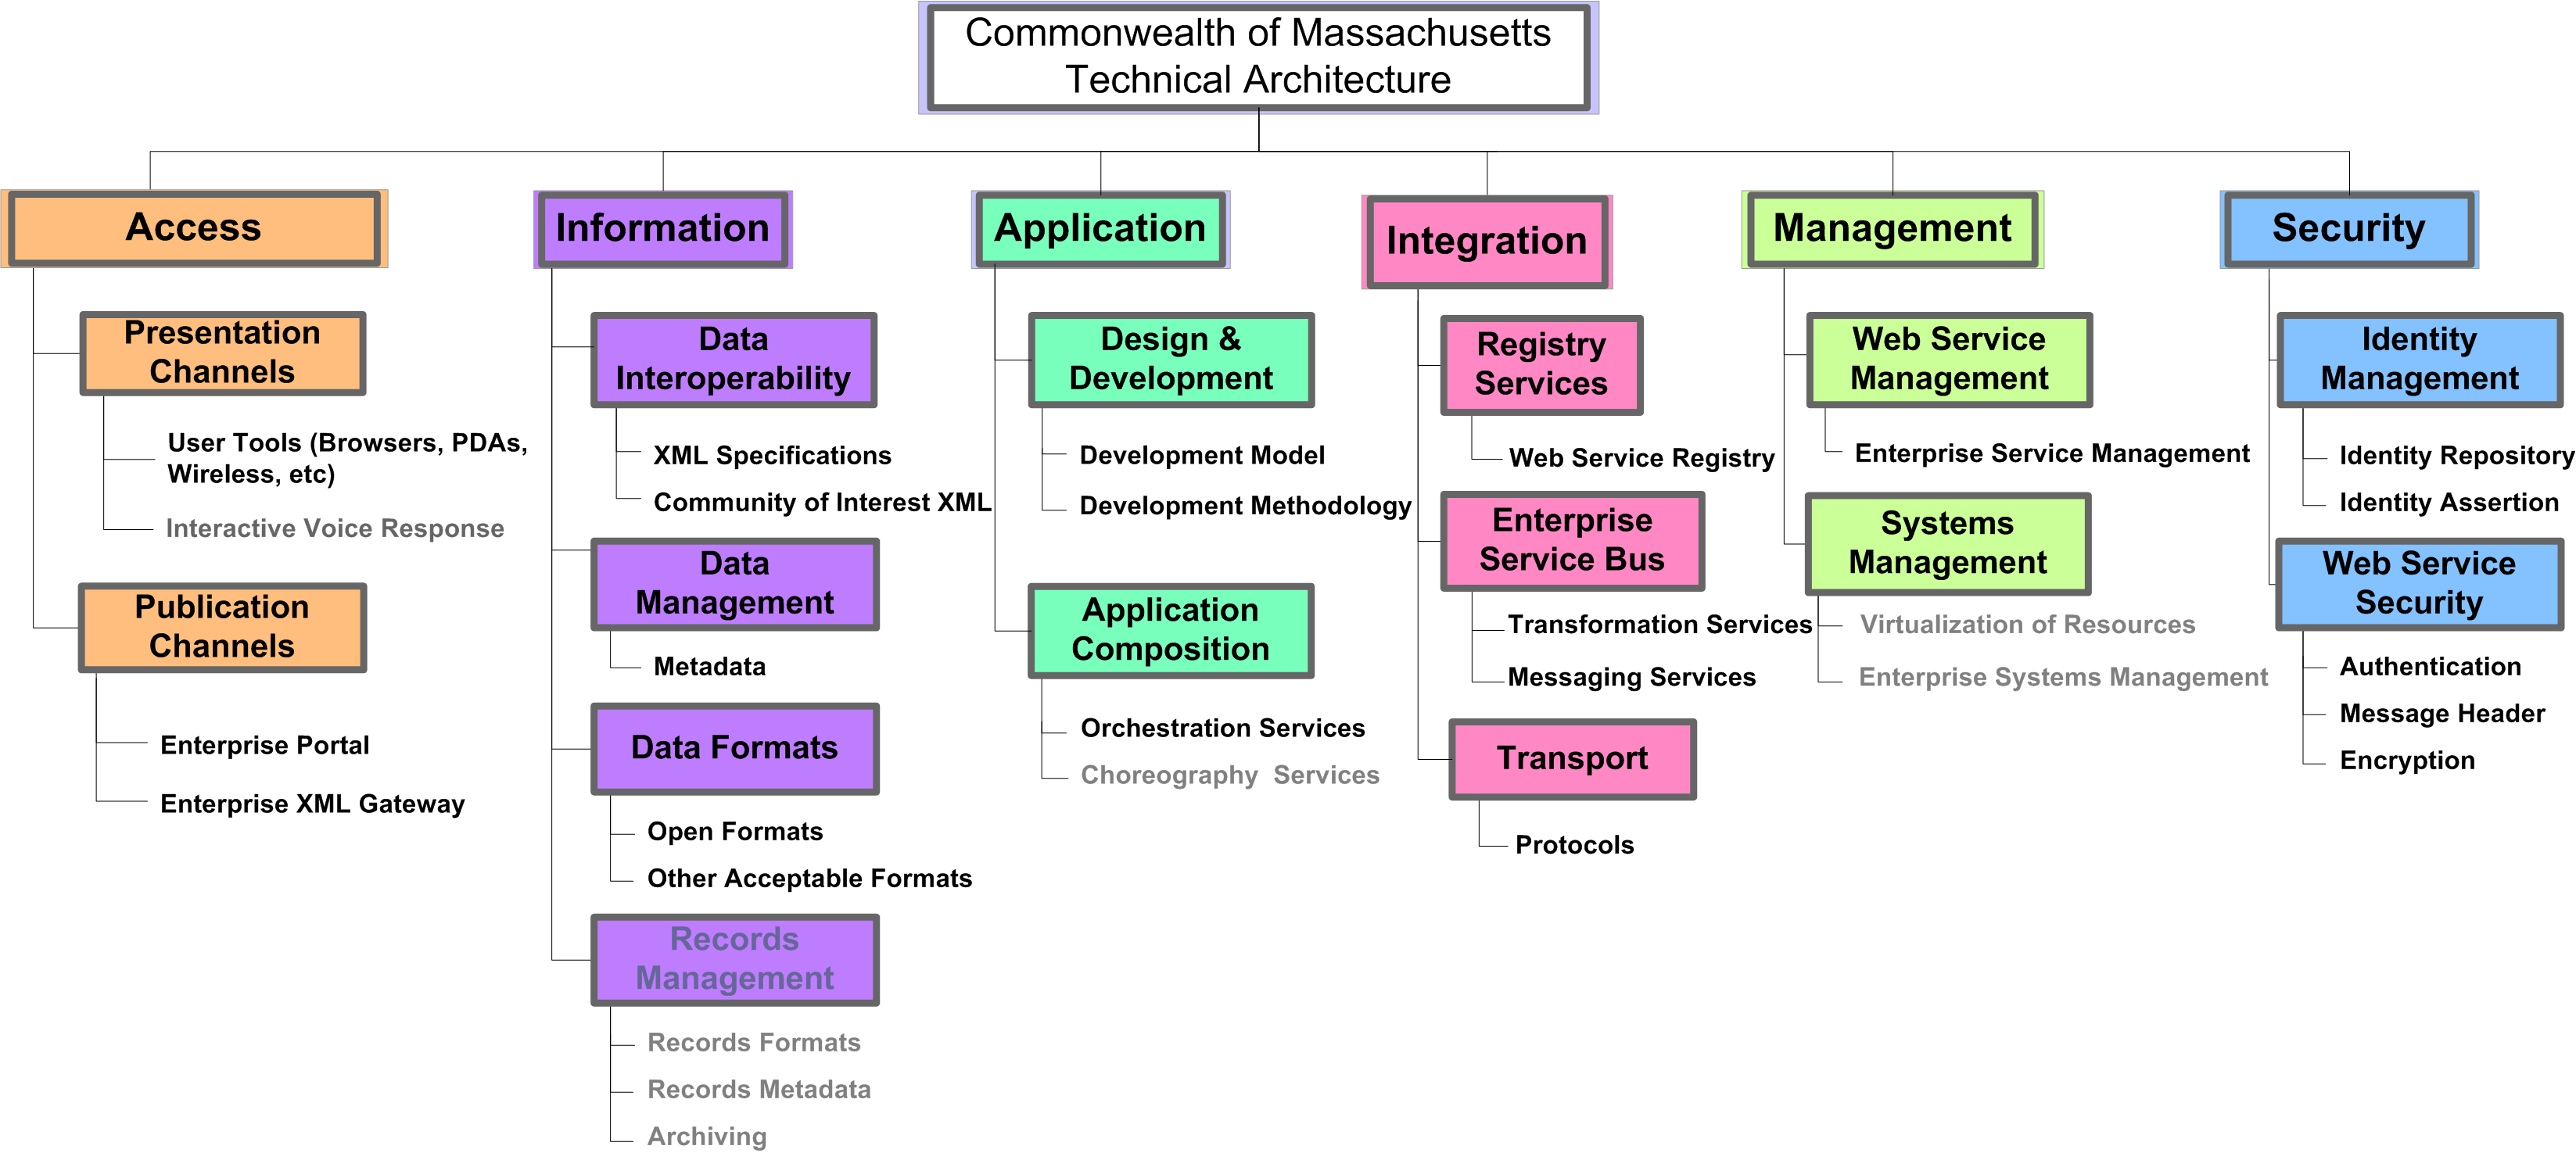 Commonwealth of Massachusetts
Technical Architecture
Access
Presentation
Channels
User Tools (Browsers, PDAs,
Wireless, etc)
Interactive Voice Response
Publication
Channels
Enterprise Portal
Enterprise XML Gateway
Information
Data
Interoperability
XML Specifications
Community of Interest XML
Data
Management
Metadata
Data Formats
Open Formats
Other Acceptable Formats
Records
Management
Records Formats
Records Metadata
Archiving
Application
Design &
Development
Development Model
Development Methodology
Application
Composition
Orchestration Services
Choreography  Services
Integration
Registry
Services
Web Service Registry
Enterprise
Service Bus
Transformation Services
Messaging Services
Transport
Protocols
Management
Web Service
Management
Enterprise Service Management
Systems
Management
Virtualization of Resources
Enterprise Systems Management
Security
Identity
Management
Identity Repository
Identity Assertion
Web Service
Security
Authentication
Message Header
Encryption